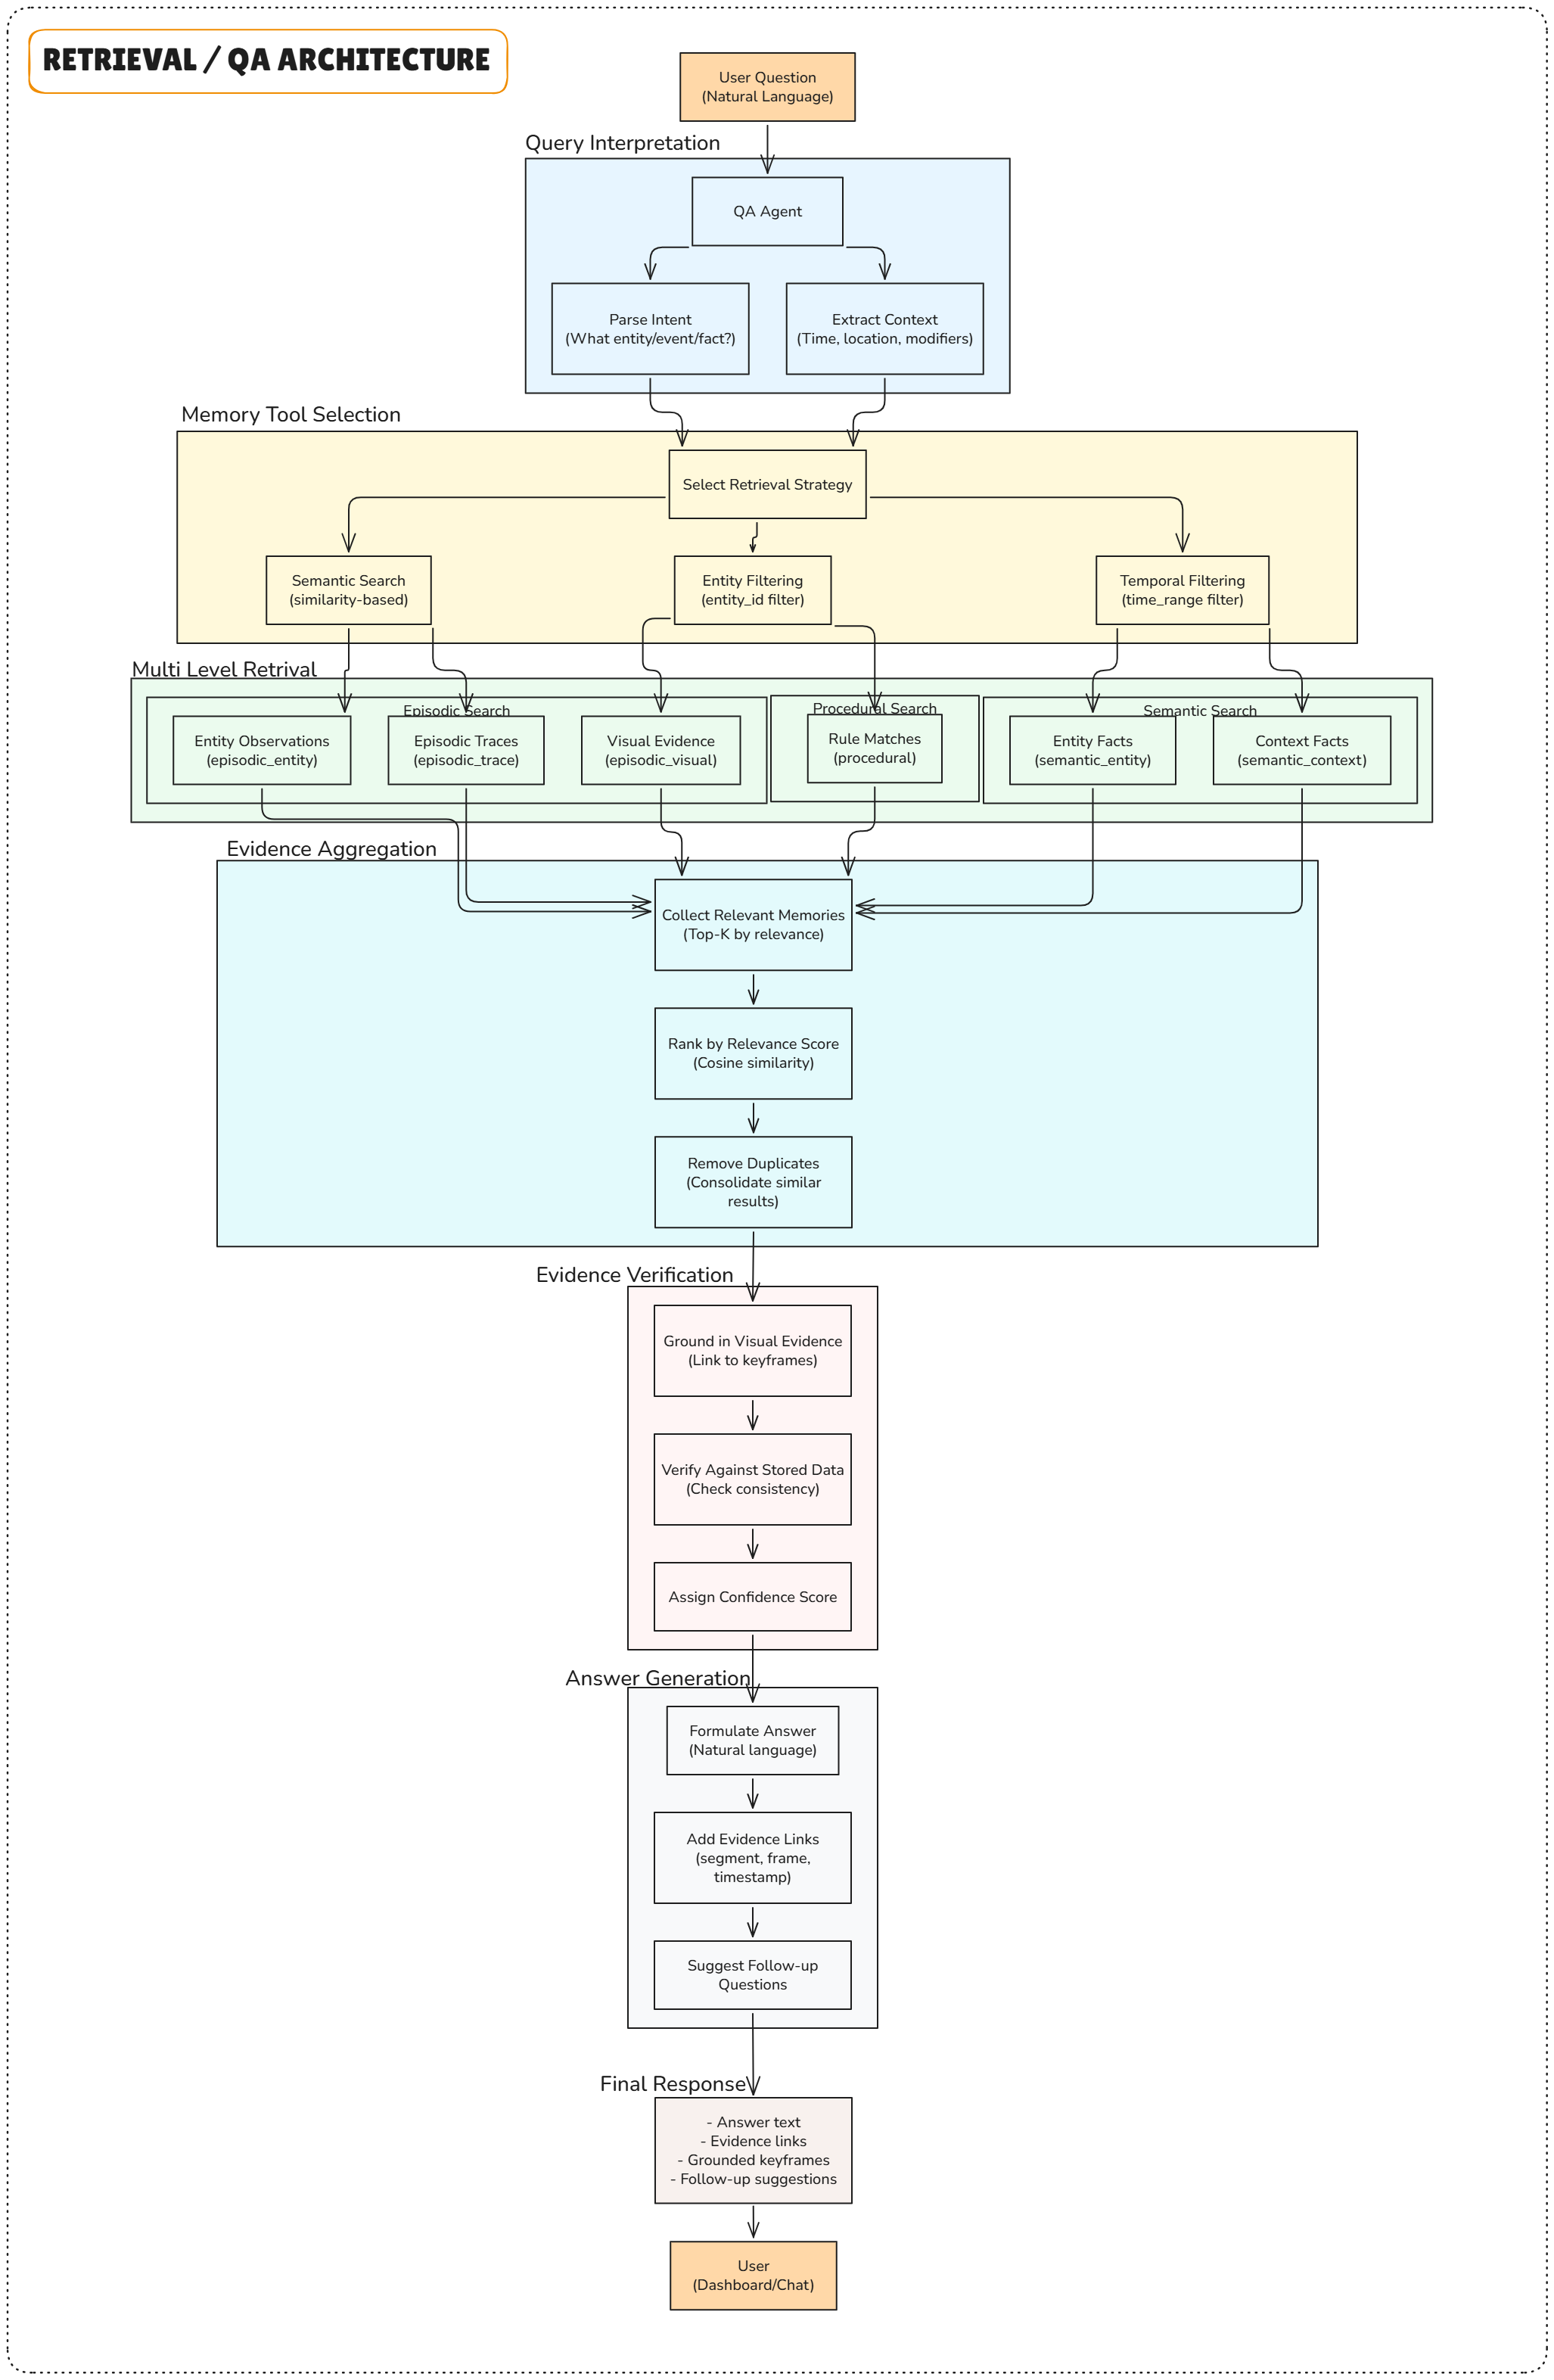 RETRIEVAL / QA ARCHITECTURE
User Question
(Natural Language)
Query Interpretation
QA Agent
Parse Intent
(What entity/event/fact?)
Extract Context
(Time, location, modifiers)
Memory Tool Selection
Select Retrieval Strategy
Semantic Search
(similarity-based)
Entity Filtering
(entity_id filter)
Temporal Filtering
(time_range filter)
Multi Level Retrival
Episodic Search
Entity Observations
(episodic_entity)
Episodic Traces
(episodic_trace)
Visual Evidence
(episodic_visual)
Procedural Search
Rule Matches
(procedural)
Semantic Search
Entity Facts
(semantic_entity)
Context Facts
(semantic_context)
Evidence Aggregation
Collect Relevant Memories
(Top-K by relevance)
Rank by Relevance Score
(Cosine similarity)
Remove Duplicates
(Consolidate similar
results)
Evidence Verification
Ground in Visual Evidence
(Link to keyframes)
Verify Against Stored Data
(Check consistency)
Assign Confidence Score
Answer Generation
Formulate Answer
(Natural language)
Add Evidence Links
(segment, frame,
timestamp)
Suggest Follow-up
Questions
Final Response
- Answer text
- Evidence links
- Grounded keyframes
- Follow-up suggestions
User
(Dashboard/Chat)